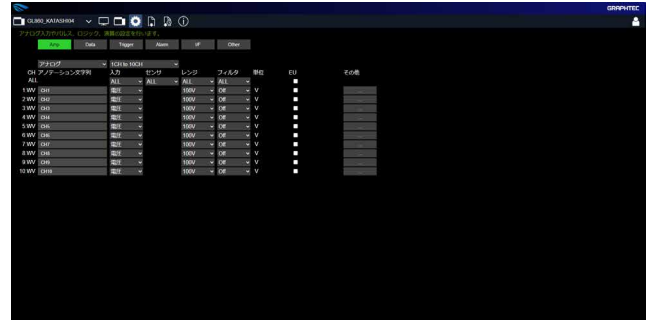 GRAPHTEC
GL860_KATASHI04
アナログ入力やパルス、ロジック、演算の設定を行います。
Amp Data Trigger Alarm I/F Other
アナログ 1CH to 10CH
CH アノテーション文字列 入力 センサ レンジ フィルタ 単位 EU その他
ALL ALL ALL ALL ALL
1 WV CH1 電圧 100V Off V ...
2 WV CH2 電圧 100V Off V ...
3 WV CH3 電圧 100V Off V ...
4 WV CH4 電圧 100V Off V ...
5 WV CH5 電圧 100V Off V ...
6 WV CH6 電圧 100V Off V ...
7 WV CH7 電圧 100V Off V ...
8 WV CH8 電圧 100V Off V ...
9 WV CH9 電圧 100V Off V ...
10 WV CH10 電圧 100V Off V ...